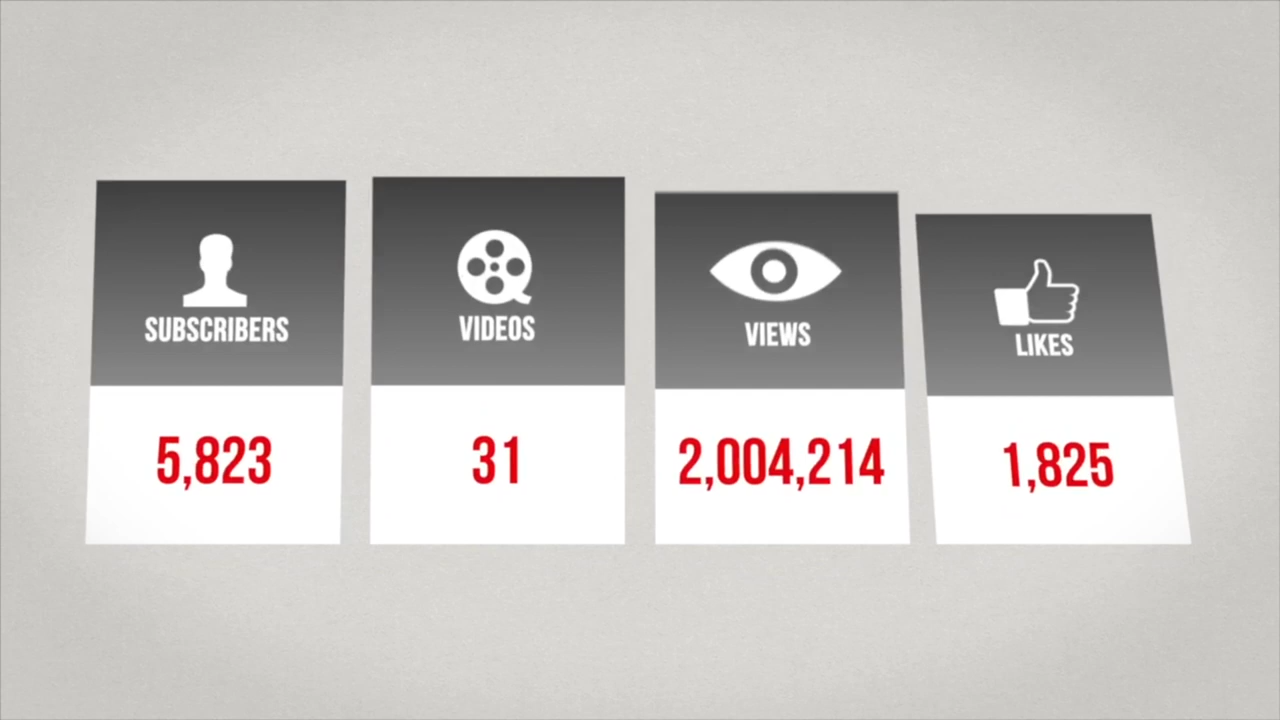 SUBSCRIBERS
5,823
VIDEOS
31
VIEWS
2,004,214
LIKES
1,825